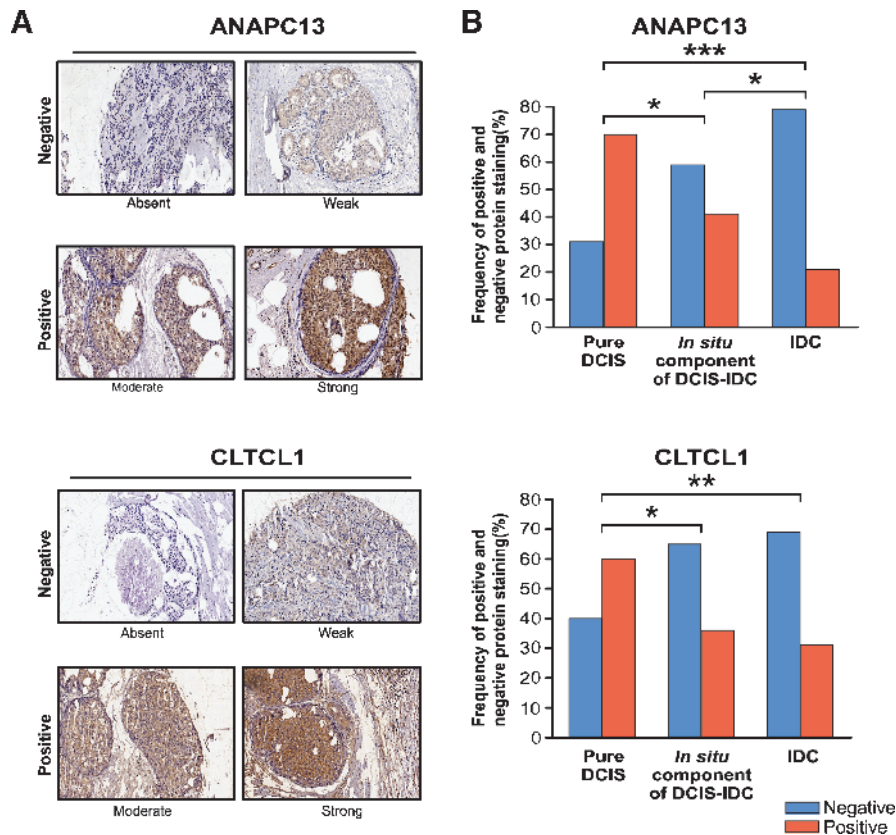 A
ANAPC13
Negative
Absent
Weak
Positive
Moderate
Strong
CLTCL1
Negative
Absent
Weak
Positive
Moderate
Strong
B
ANAPC13
***
*
*
Frequency of positive and
negative protein staining(%)
80
70
60
50
40
30
20
10
0
Pure
DCIS
In situ
component
of DCIS-IDC
IDC
CLTCL1
**
*
Frequency of positive and
negative protein staining(%)
80
70
60
50
40
30
20
10
0
Pure
DCIS
In situ
component
of DCIS-IDC
IDC
Negative
Positive